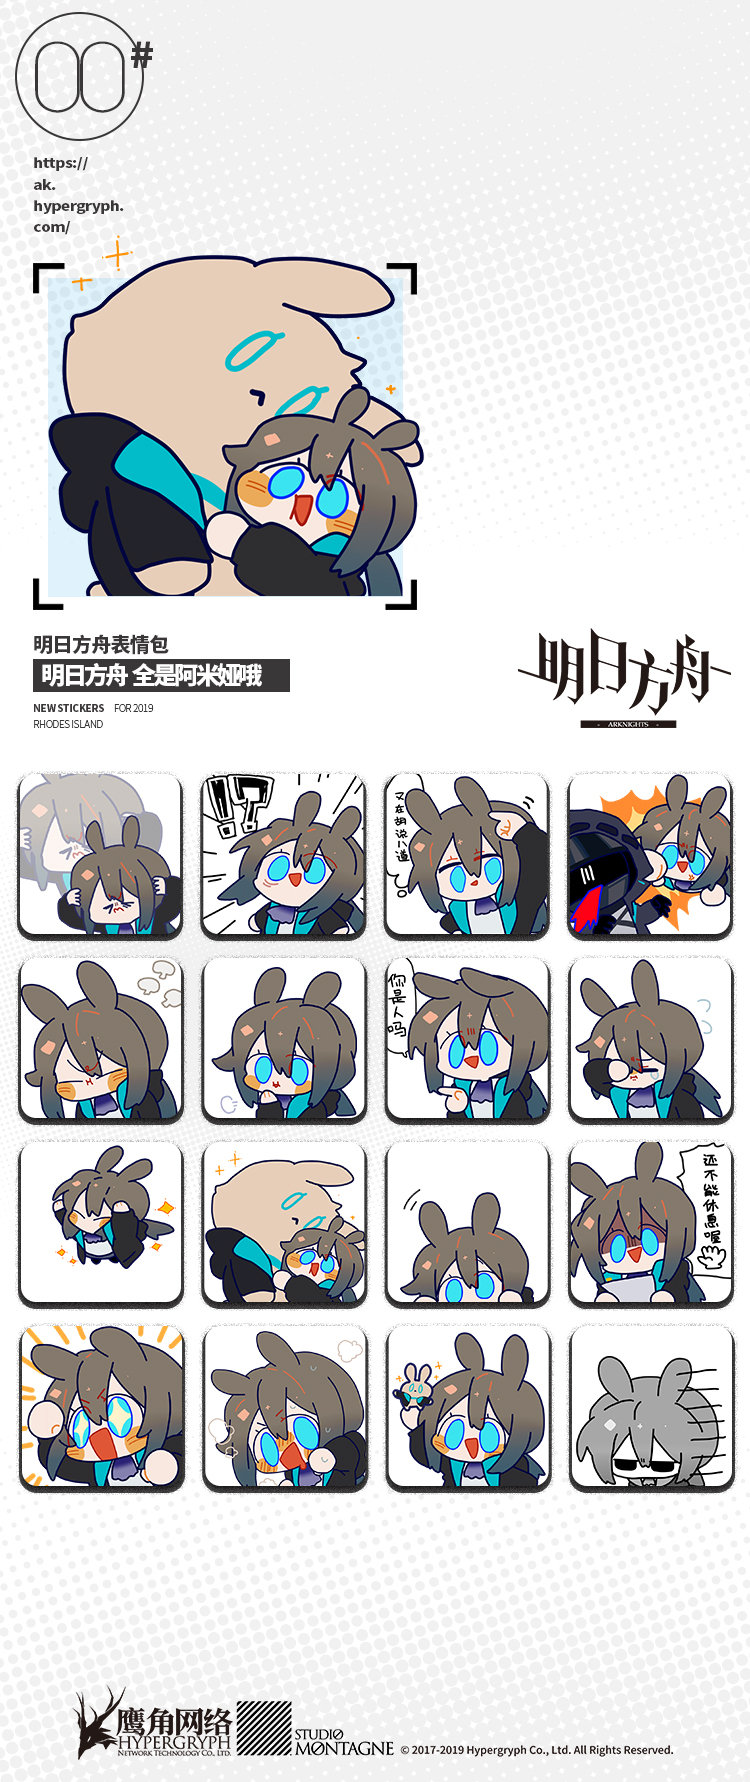 00#
https://
ak.
hypergryph.
com/
明日方舟表情包
明日方舟 全是阿米娅哦
NEW STICKERS FOR 2019
RHODES ISLAND
明日方舟
- ARKNIGHTS -
!?
又在胡说八道
你是人吗
还不能休息喔
鹰角网络
HYPERGRYPH
NETWORK TECHNOLOGY CO., LTD.
STUDIO
MØNTAGNE
© 2017-2019 Hypergryph Co., Ltd. All Rights Reserved.